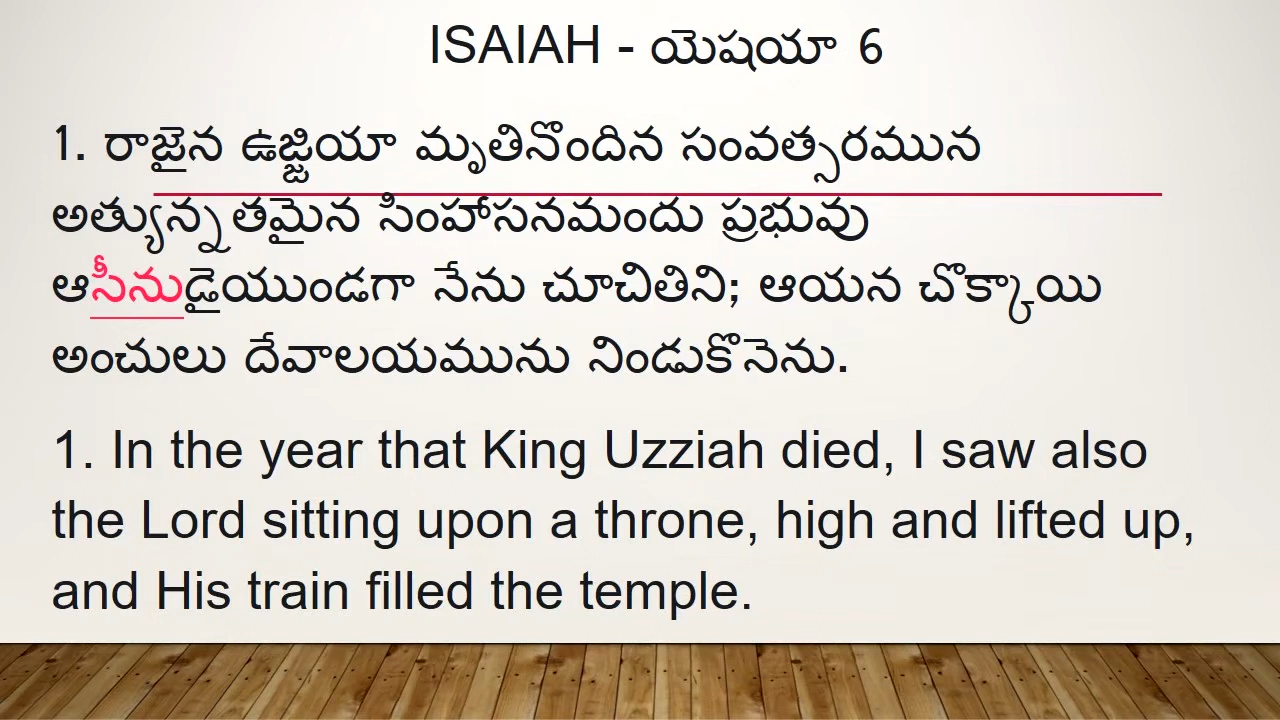 ISAIAH - యెషయా 6
1. రాజైన ఉజ్జియా మృతినొందిన సంవత్సరమున
అత్యున్నతమైన సింహాసనమందు ప్రభువు
ఆసీనుడైయుండగా నేను చూచితిని; ఆయన చొక్కాయి
అంచులు దేవాలయమును నిండుకొనెను.
1. In the year that King Uzziah died, I saw also
the Lord sitting upon a throne, high and lifted up,
and His train filled the temple.